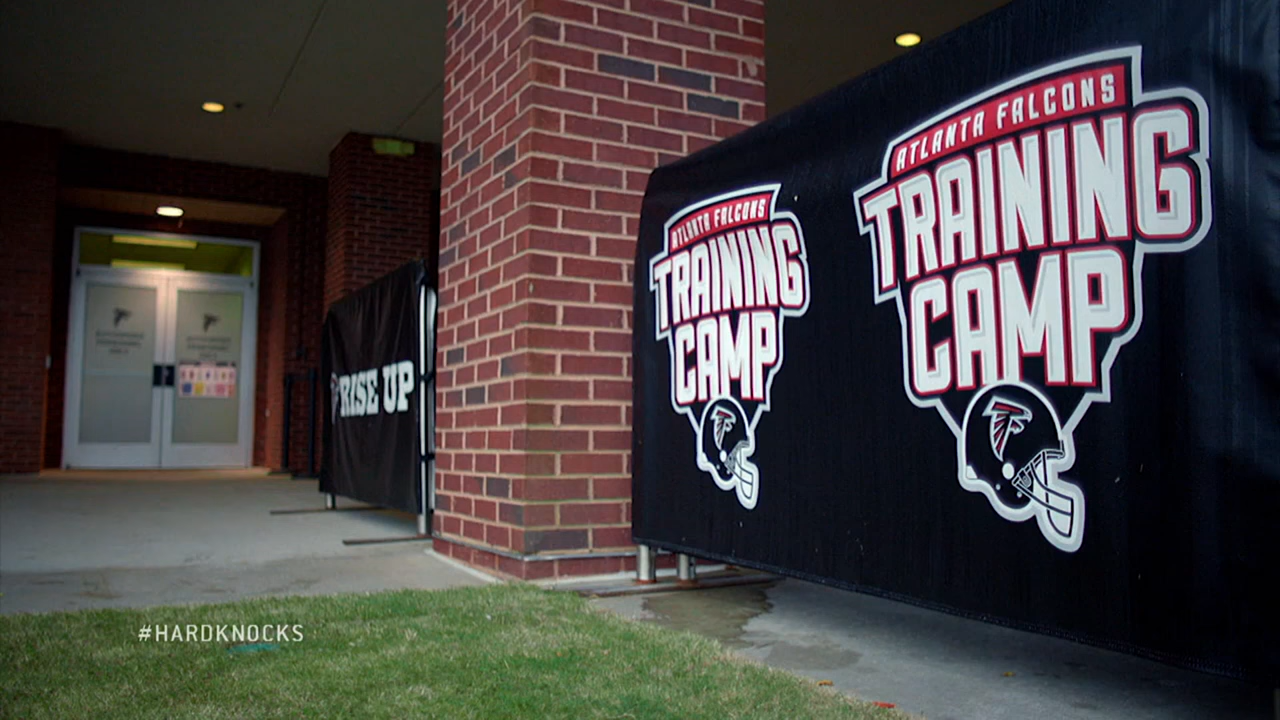 ATLANTA FALCONS
TRAINING
CAMP
ATLANTA FALCONS
TRAINING
CAMP
RISE UP
#HARDKNOCKS